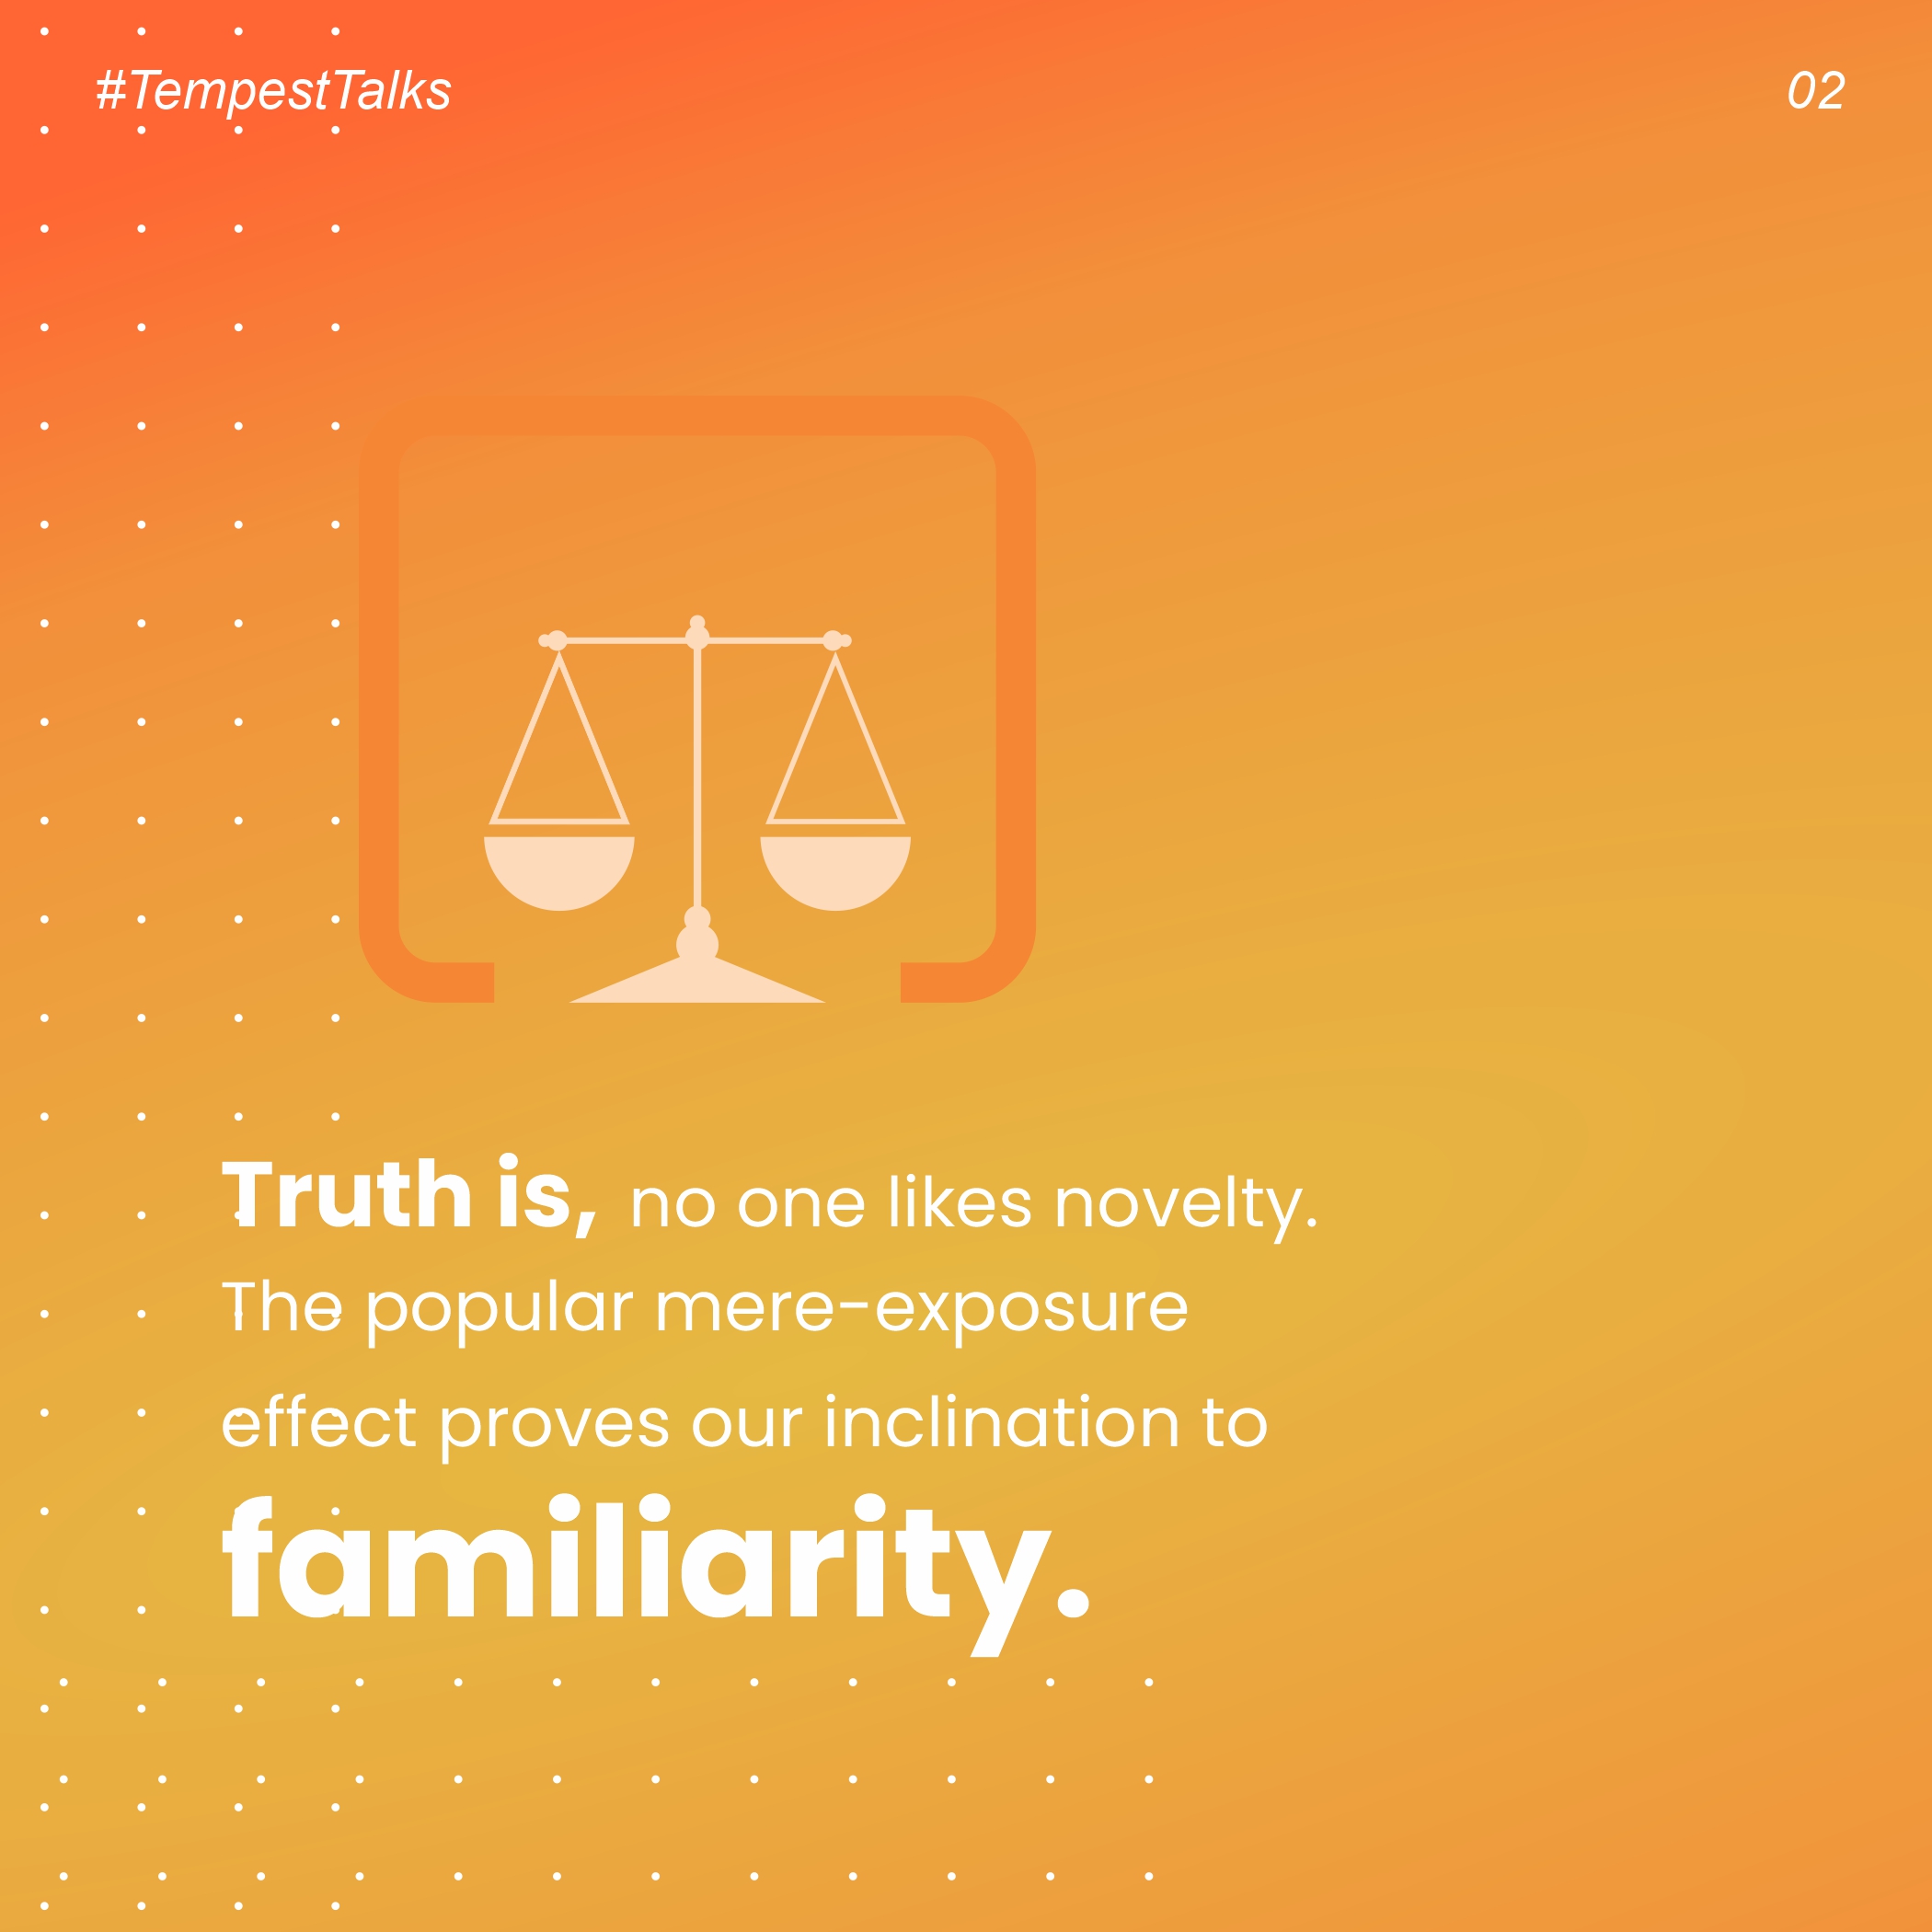 #TempestTalks
02
Truth is, no one likes novelty.
The popular mere-exposure
effect proves our inclination to
familiarity.